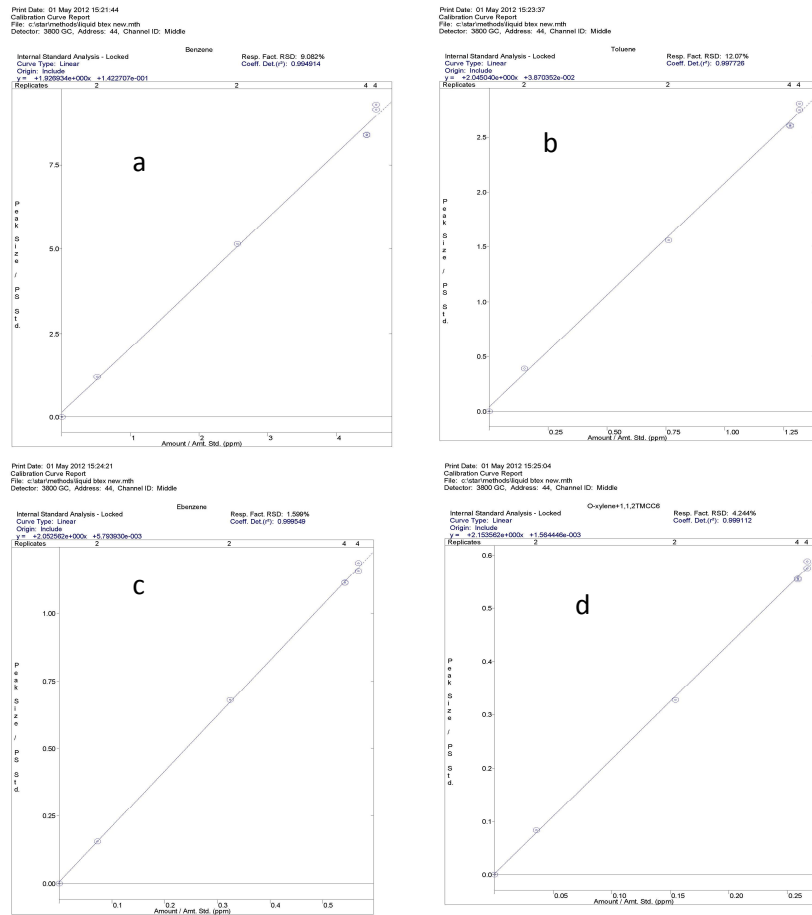 Print Date: 01 May 2012 15:21:44
Calibration Curve Report
File: c:\star\methods\liquid btex new.mth
Detector: 3800 GC, Address: 44, Channel ID: Middle
Benzene
Internal Standard Analysis - Locked Resp. Fact. RSD: 9.082%
Curve Type: Linear Coeff. Det.(r²): 0.994914
Origin: Include
y = +1.926934e+000x +1.422707e-001
Replicates 2 2 4 4
a
7.5
5.0
2.5
0.0
Peak Size / PS Std.
1 2 3 4
Amount / Amt. Std. (ppm)
Print Date: 01 May 2012 15:23:37
Calibration Curve Report
File: c:\star\methods\liquid btex new.mth
Detector: 3800 GC, Address: 44, Channel ID: Middle
Toluene
Internal Standard Analysis - Locked Resp. Fact. RSD: 12.07%
Curve Type: Linear Coeff. Det.(r²): 0.997726
Origin: Include
y = +2.045040e+000x +3.870352e-002
Replicates 2 2 4 4
b
2.5
2.0
1.5
1.0
0.5
0.0
Peak Size / PS Std.
0.25 0.50 0.75 1.00 1.25
Amount / Amt. Std. (ppm)
Print Date: 01 May 2012 15:24:21
Calibration Curve Report
File: c:\star\methods\liquid btex new.mth
Detector: 3800 GC, Address: 44, Channel ID: Middle
Ebenzene
Internal Standard Analysis - Locked Resp. Fact. RSD: 1.599%
Curve Type: Linear Coeff. Det.(r²): 0.999549
Origin: Include
y = +2.052562e+000x +5.793930e-003
Replicates 2 2 4 4
c
1.00
0.75
0.50
0.25
0.00
Peak Size / PS Std.
0.1 0.2 0.3 0.4 0.5
Amount / Amt. Std. (ppm)
Print Date: 01 May 2012 15:25:04
Calibration Curve Report
File: c:\star\methods\liquid btex new.mth
Detector: 3800 GC, Address: 44, Channel ID: Middle
O-xylene+1,1,2TMCC6
Internal Standard Analysis - Locked Resp. Fact. RSD: 4.244%
Curve Type: Linear Coeff. Det.(r²): 0.999112
Origin: Include
y = +2.153562e+000x +1.564446e-003
Replicates 2 2 4 4
d
0.6
0.5
0.4
0.3
0.2
0.1
0.0
Peak Size / PS Std.
0.05 0.10 0.15 0.20 0.25
Amount / Amt. Std. (ppm)